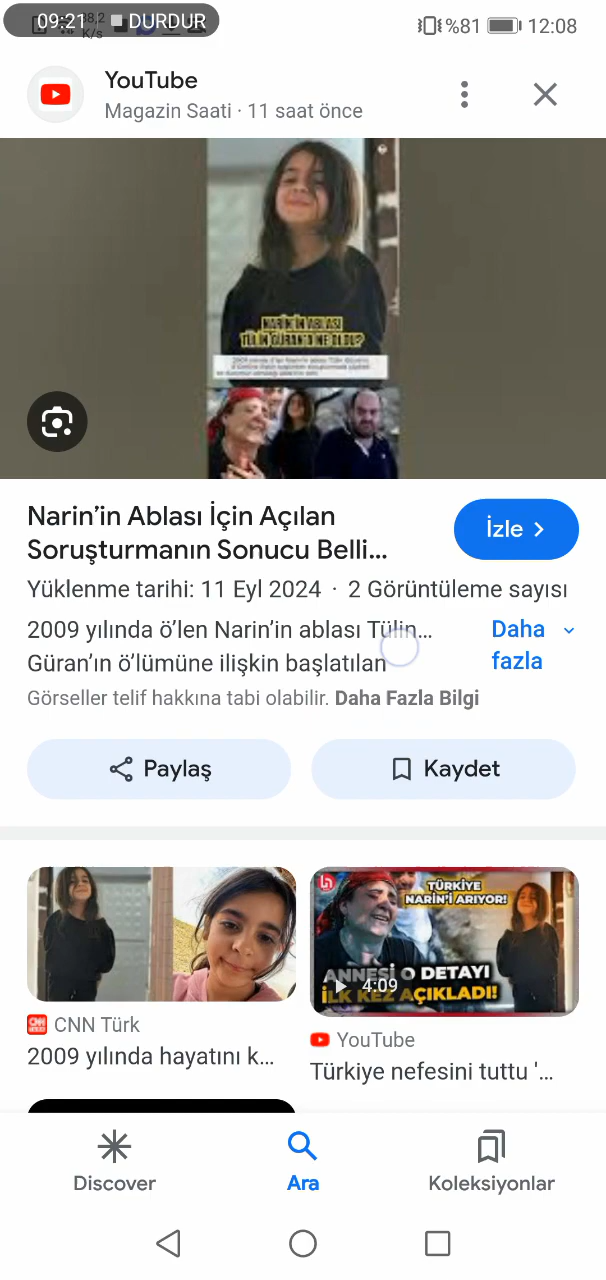 09:21
38,2
K/s
DURDUR
%81
12:08
YouTube
Magazin Saati · 11 saat önce
NARİN'İN ABLASI
TÜLİN GÜRAN'A NE OLDU?
Narin’in Ablası İçin Açılan
Soruşturmanın Sonucu Belli...
İzle
Yüklenme tarihi: 11 Eyl 2024 · 2 Görüntüleme sayısı
2009 yılında ö’len Narin’in ablası Tülin...
Güran’ın ö’lümüne ilişkin başlatılan
Daha
fazla
Görseller telif hakkına tabi olabilir. Daha Fazla Bilgi
Paylaş
Kaydet
CNN Türk
2009 yılında hayatını k...
TÜRKİYE
NARİN'İ ARIYOR!
ANNESİ O DETAYI
İLK KEZ AÇIKLADI!
4:09
YouTube
Türkiye nefesini tuttu '...
Discover
Ara
Koleksiyonlar